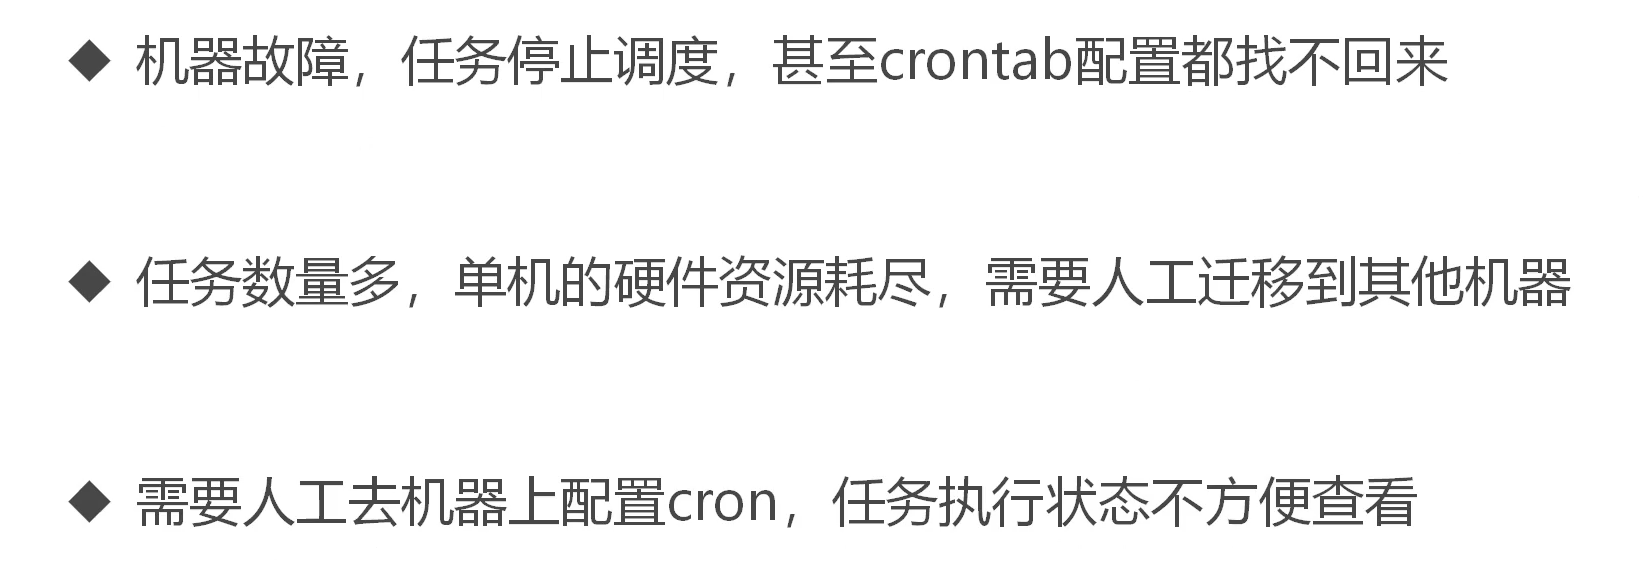 ◆ 机器故障，任务停止调度，甚至crontab配置都找不回来
◆ 任务数量多，单机的硬件资源耗尽，需要人工迁移到其他机器
◆ 需要人工去机器上配置cron，任务执行状态不方便查看